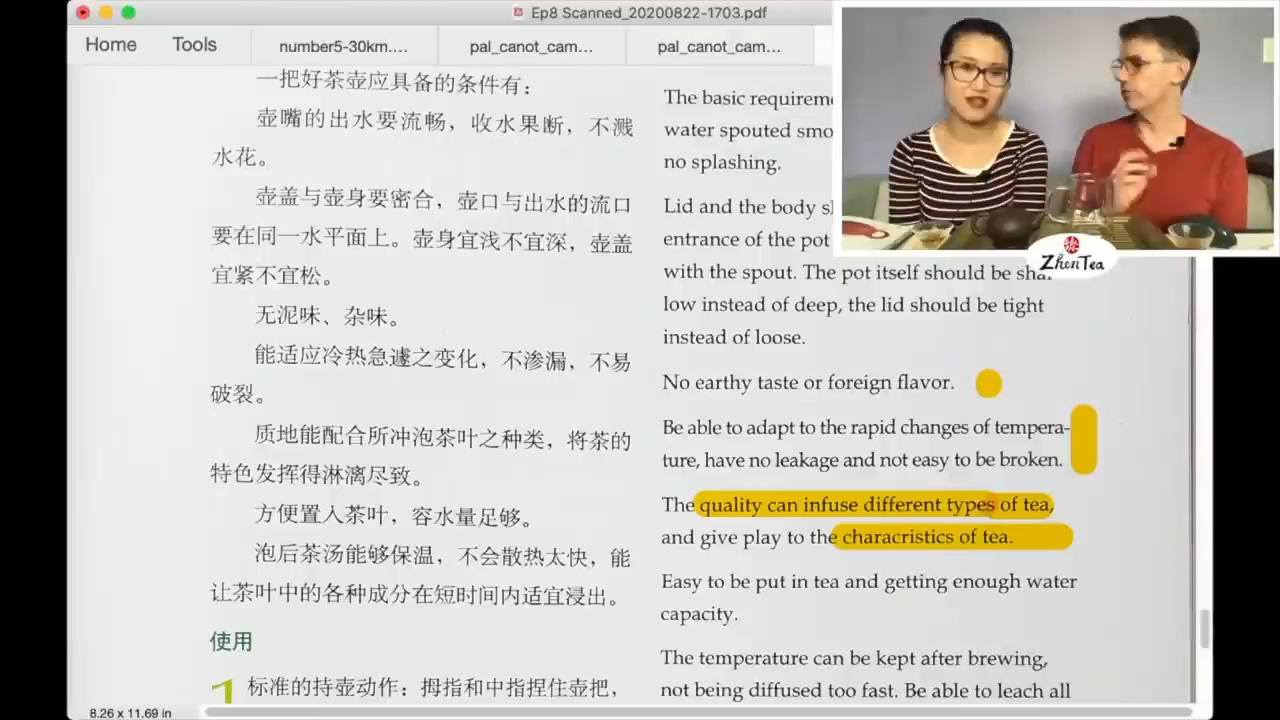 Ep8 Scanned_20200822-1703.pdf
Home Tools number5-30km.... pal_canot_cam... pal_canot_cam...
一把好茶壶应具备的条件有：
壶嘴的出水要流畅，收水果断，不溅
水花。
壶盖与壶身要密合，壶口与出水的流口
要在同一水平面上。壶身宜浅不宜深，壶盖
宜紧不宜松。
无泥味、杂味。
能适应冷热急遽之变化，不渗漏，不易
破裂。
质地能配合所冲泡茶叶之种类，将茶的
特色发挥得淋漓尽致。
方便置入茶叶，容水量足够。
泡后茶汤能够保温，不会散热太快，能
让茶叶中的各种成分在短时间内适宜浸出。
使用
1 标准的持壶动作：拇指和中指捏住壶把，
The basic
water spouted
no splashing.
Lid and the body
entrance of the pot
with the spout. The pot itself should be
low instead of deep, the lid should be tight
instead of loose.
No earthy taste or foreign flavor.
Be able to adapt to the rapid changes of tempera-
ture, have no leakage and not easy to be broken.
The quality can infuse different types of tea,
and give play to the characristics of tea.
Easy to be put in tea and getting enough water
capacity.
The temperature can be kept after brewing,
not being diffused too fast. Be able to leach all
Zhen Tea
8.26 x 11.69 in